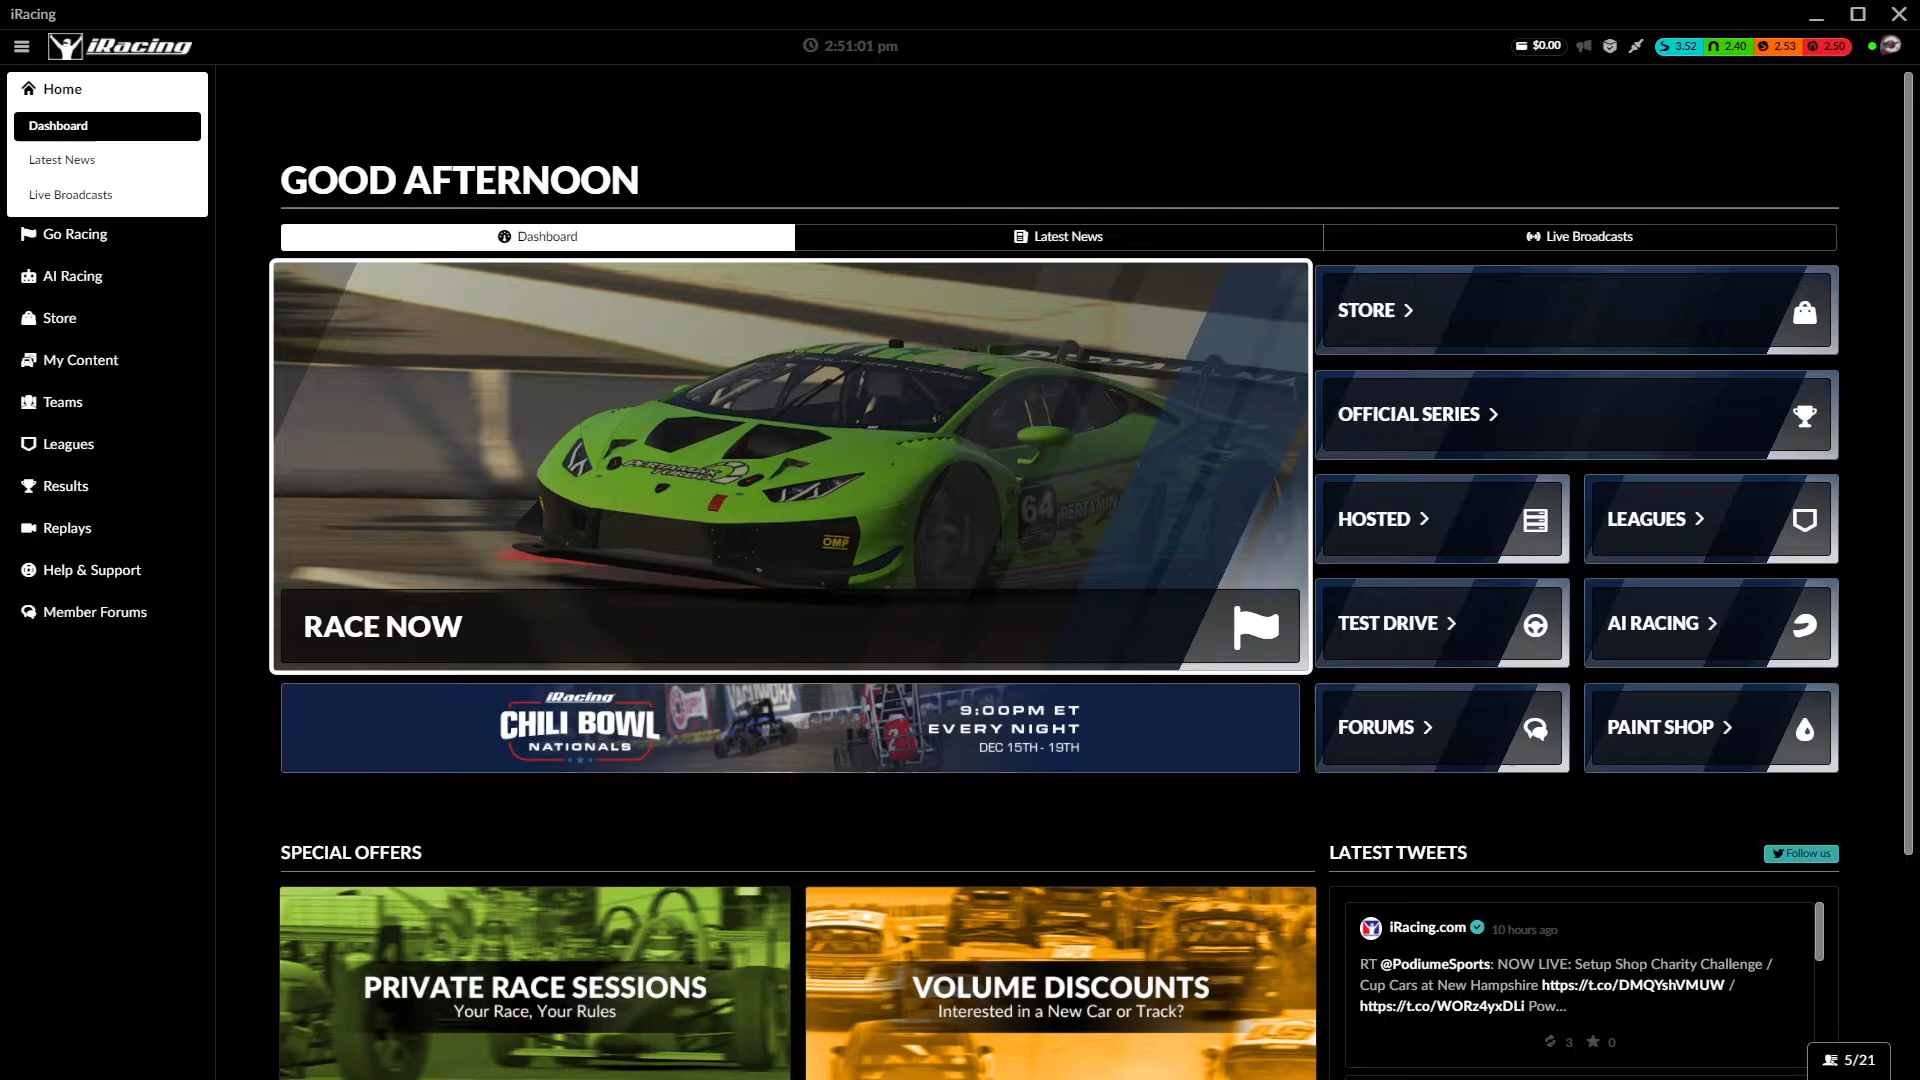 iRacing
iRacing
2:51:01 pm
$0.00
3.52
2.40
2.53
2.50
Home
Dashboard
Latest News
Live Broadcasts
Go Racing
AI Racing
Store
My Content
Teams
Leagues
Results
Replays
Help & Support
Member Forums
GOOD AFTERNOON
Dashboard
Latest News
Live Broadcasts
64
OMP
RACE NOW
STORE
OFFICIAL SERIES
HOSTED
LEAGUES
TEST DRIVE
AI RACING
FORUMS
PAINT SHOP
iRacing
CHILI BOWL
NATIONALS
2
9:00PM ET
EVERY NIGHT
DEC 15TH - 19TH
SPECIAL OFFERS
PRIVATE RACE SESSIONS
Your Race, Your Rules
VOLUME DISCOUNTS
Interested in a New Car or Track?
LATEST TWEETS
Follow us
iRacing.com
10 hours ago
RT @PodiumeSports: NOW LIVE: Setup Shop Charity Challenge /
Cup Cars at New Hampshire https://t.co/DMQYshVMUW /
https://t.co/WORz4yxDLi Pow...
3
0
5/21